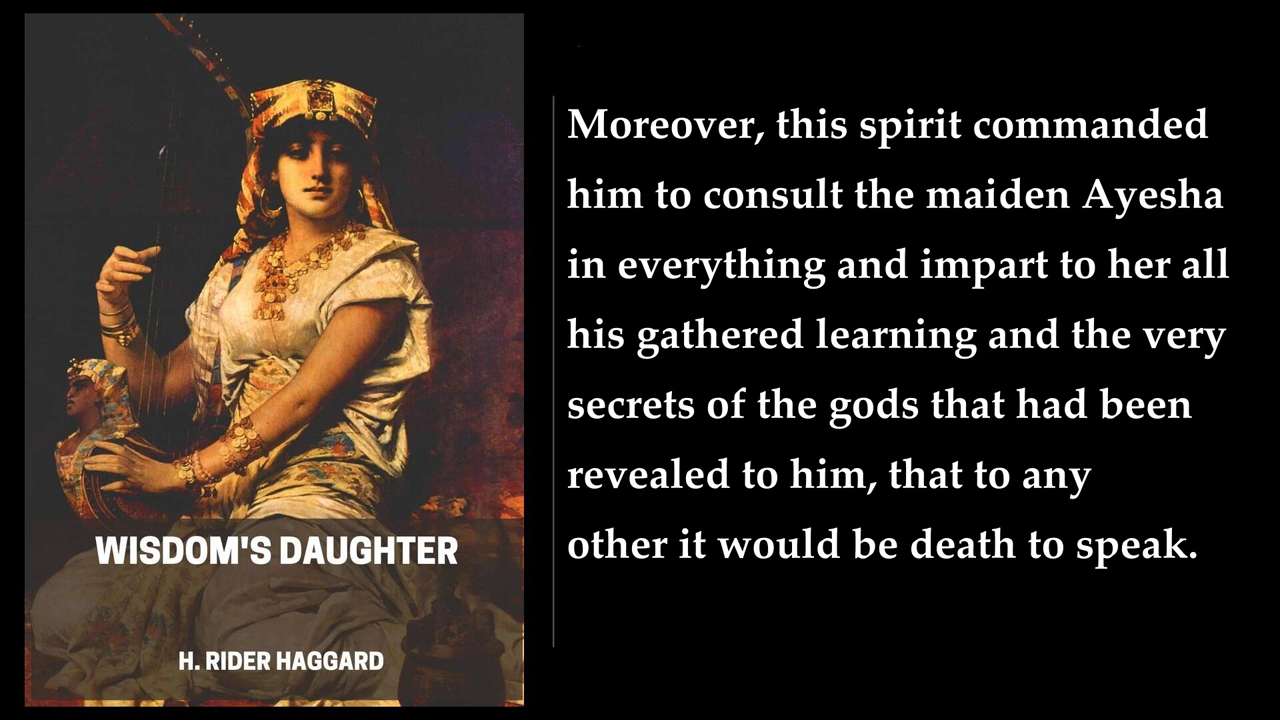 WISDOM'S DAUGHTER
H. RIDER HAGGARD
Moreover, this spirit commanded
him to consult the maiden Ayesha
in everything and impart to her all
his gathered learning and the very
secrets of the gods that had been
revealed to him, that to any
other it would be death to speak.